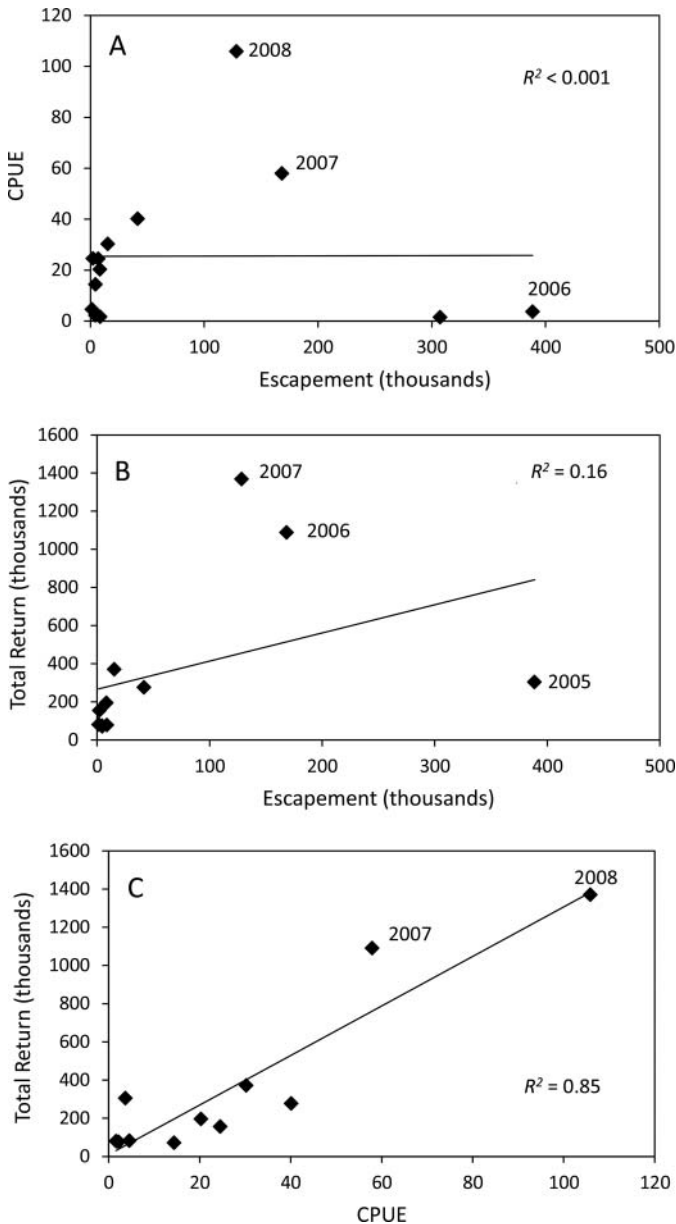 A
120
100
80
60
40
20
0
CPUE
2008
R² < 0.001
2007
2006
0 100 200 300 400 500
Escapement (thousands)
B
1600
1400
1200
1000
800
600
400
200
0
Total Return (thousands)
2007
R² = 0.16
2006
2005
0 100 200 300 400 500
Escapement (thousands)
C
1600
1400
1200
1000
800
600
400
200
0
Total Return (thousands)
2008
2007
R² = 0.85
0 20 40 60 80 100 120
CPUE